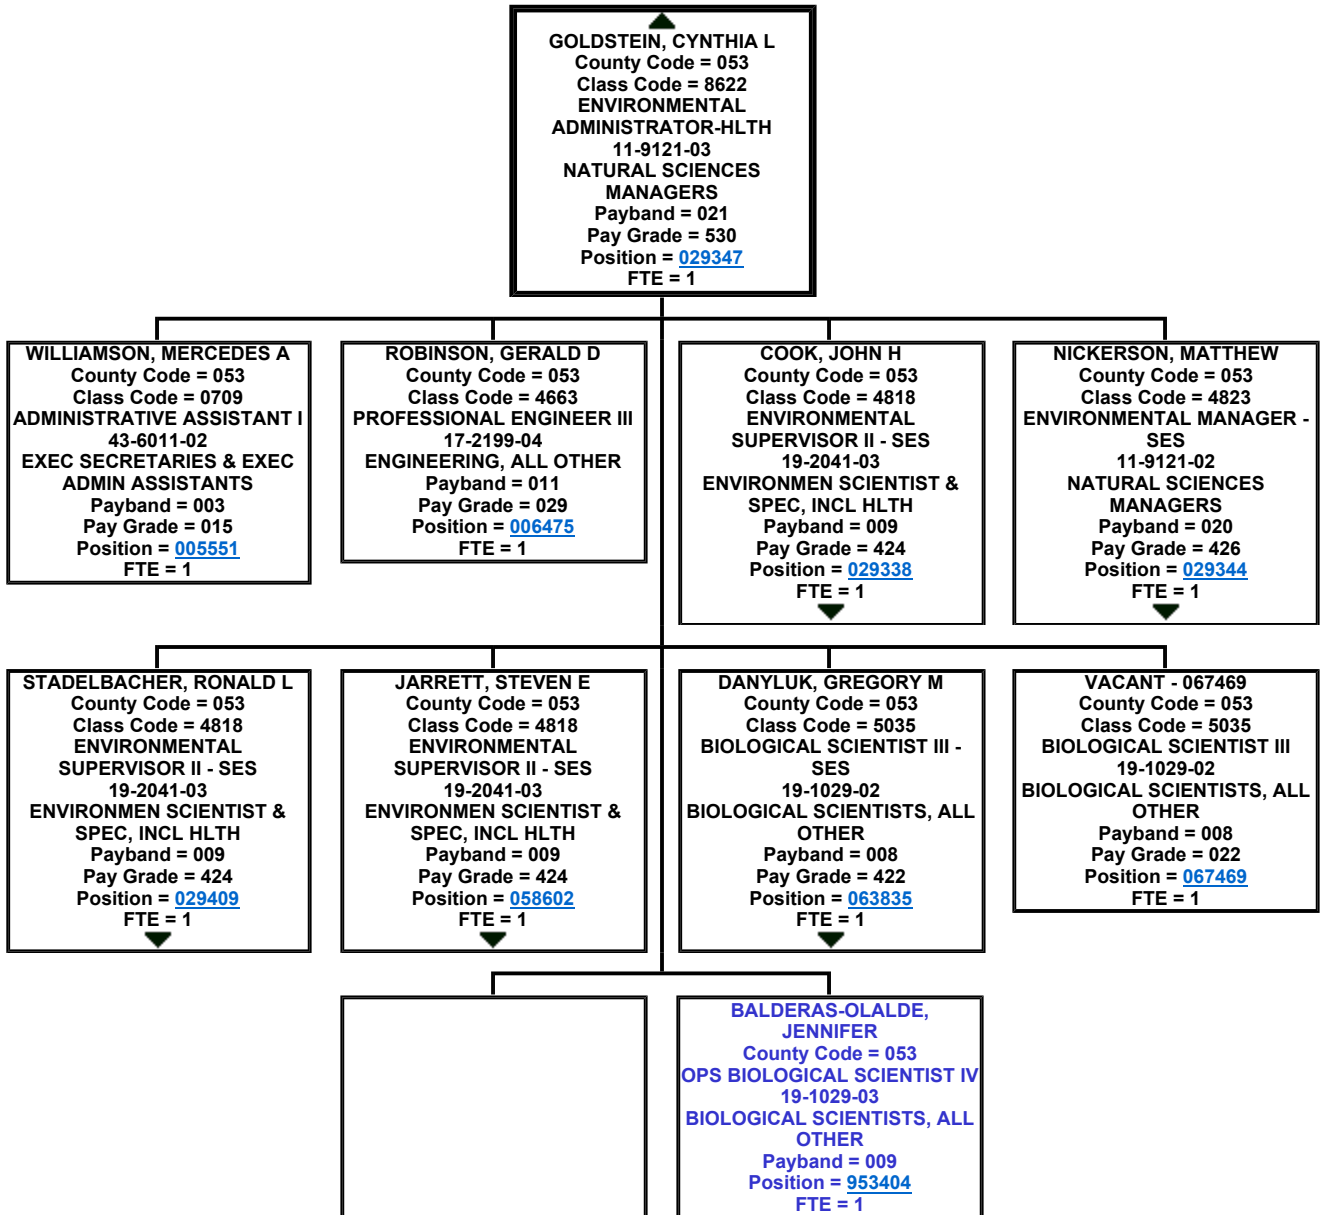 GOLDSTEIN, CYNTHIA L
County Code = 053
Class Code = 8622
ENVIRONMENTAL
ADMINISTRATOR-HLTH
11-9121-03
NATURAL SCIENCES
MANAGERS
Payband = 021
Pay Grade = 530
Position = 029347
FTE = 1
WILLIAMSON, MERCEDES A
County Code = 053
Class Code = 0709
ADMINISTRATIVE ASSISTANT I
43-6011-02
EXEC SECRETARIES & EXEC
ADMIN ASSISTANTS
Payband = 003
Pay Grade = 015
Position = 005551
FTE = 1
ROBINSON, GERALD D
County Code = 053
Class Code = 4663
PROFESSIONAL ENGINEER III
17-2199-04
ENGINEERING, ALL OTHER
Payband = 011
Pay Grade = 029
Position = 006475
FTE = 1
COOK, JOHN H
County Code = 053
Class Code = 4818
ENVIRONMENTAL
SUPERVISOR II - SES
19-2041-03
ENVIRONMEN SCIENTIST &
SPEC, INCL HLTH
Payband = 009
Pay Grade = 424
Position = 029338
FTE = 1
NICKERSON, MATTHEW
County Code = 053
Class Code = 4823
ENVIRONMENTAL MANAGER -
SES
11-9121-02
NATURAL SCIENCES
MANAGERS
Payband = 020
Pay Grade = 426
Position = 029344
FTE = 1
STADELBACHER, RONALD L
County Code = 053
Class Code = 4818
ENVIRONMENTAL
SUPERVISOR II - SES
19-2041-03
ENVIRONMEN SCIENTIST &
SPEC, INCL HLTH
Payband = 009
Pay Grade = 424
Position = 029409
FTE = 1
JARRETT, STEVEN E
County Code = 053
Class Code = 4818
ENVIRONMENTAL
SUPERVISOR II - SES
19-2041-03
ENVIRONMEN SCIENTIST &
SPEC, INCL HLTH
Payband = 009
Pay Grade = 424
Position = 058602
FTE = 1
DANYLUK, GREGORY M
County Code = 053
Class Code = 5035
BIOLOGICAL SCIENTIST III -
SES
19-1029-02
BIOLOGICAL SCIENTISTS, ALL
OTHER
Payband = 008
Pay Grade = 422
Position = 063835
FTE = 1
VACANT - 067469
County Code = 053
Class Code = 5035
BIOLOGICAL SCIENTIST III
19-1029-02
BIOLOGICAL SCIENTISTS, ALL
OTHER
Payband = 008
Pay Grade = 022
Position = 067469
FTE = 1
BALDERAS-OLALDE,
JENNIFER
County Code = 053
OPS BIOLOGICAL SCIENTIST IV
19-1029-03
BIOLOGICAL SCIENTISTS, ALL
OTHER
Payband = 009
Position = 953404
FTE = 1